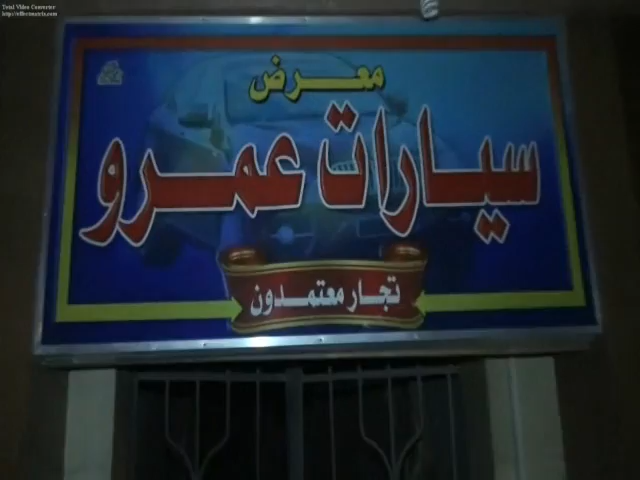 Total Video Converter
http://effectmatrix.com
معرض
سيارات عمرو
تجار معتمدون